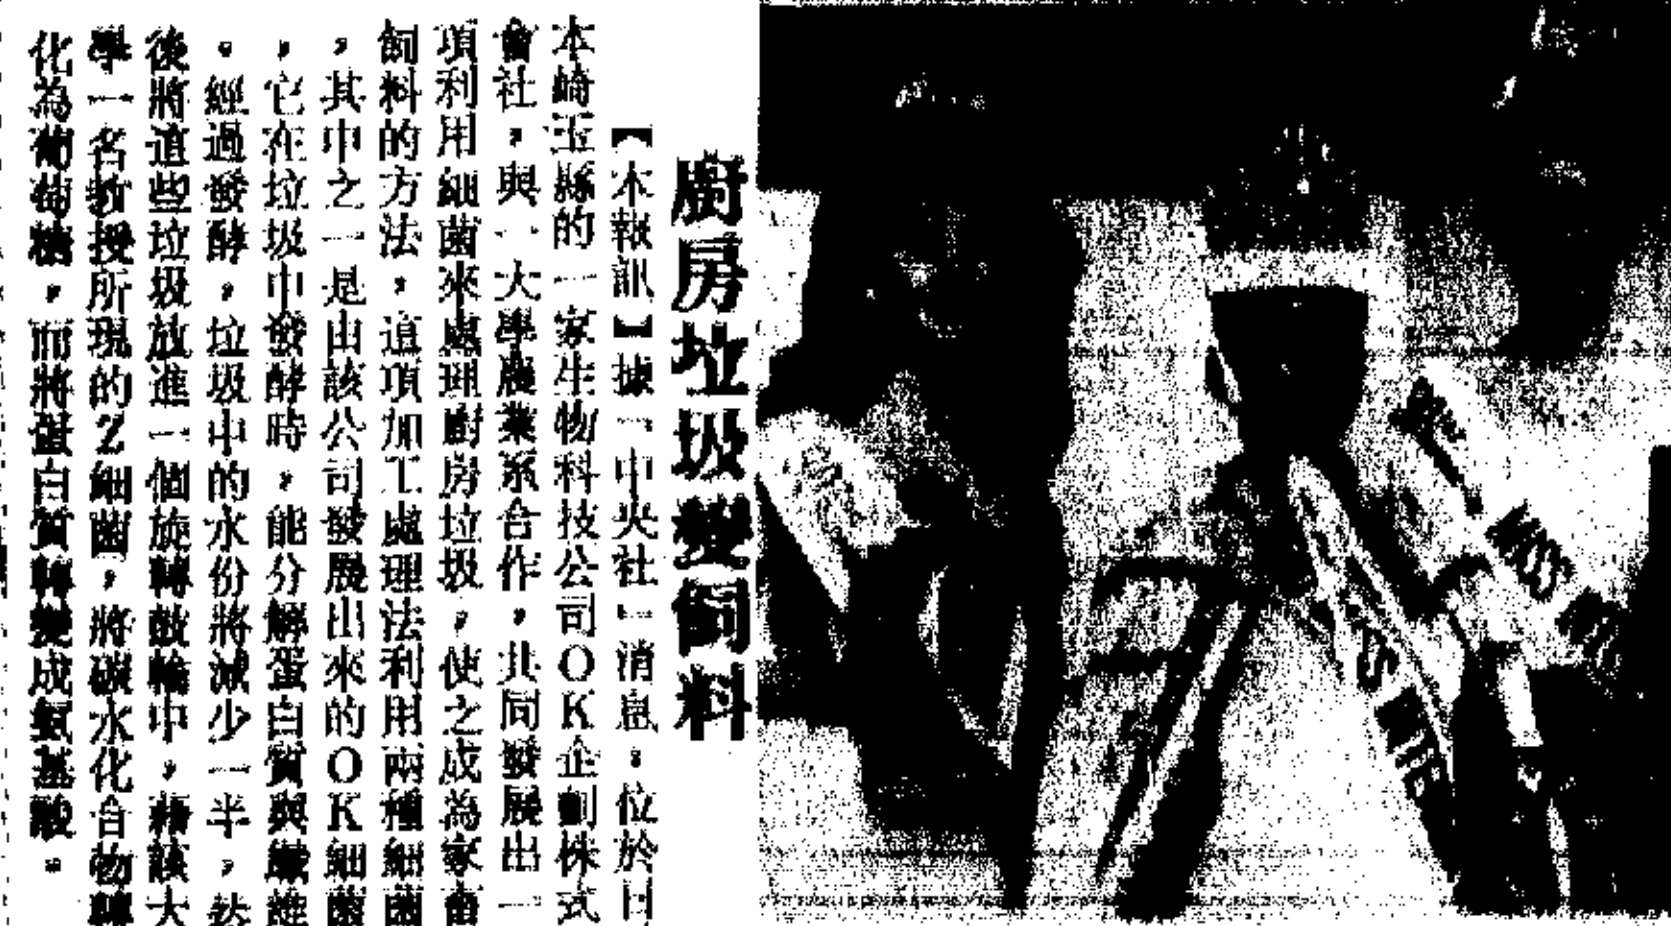 廚房垃圾變飼料
【本報訊】據「中央社」消息,位於日
本崎玉縣的一家生物科技公司OK企劃株式
會社,與一大學農業系合作,共同發展出一
項利用細菌來處理廚房垃圾,使之成為家畜
飼料的方法,這項加工處理法利用兩種細菌
,其中之一是由該公司發展出來的OK細菌
,它在垃圾中發酵時,能分解蛋白質與纖維
。經過發酵,垃圾中的水份將減少一半,然
後將這些垃圾放進一個旋轉鼓輪中,藉該大
學一名教授所現的Z細菌,將碳水化合物轉
化為葡萄糖,而將蛋白質轉變成氨基酸。
MISS